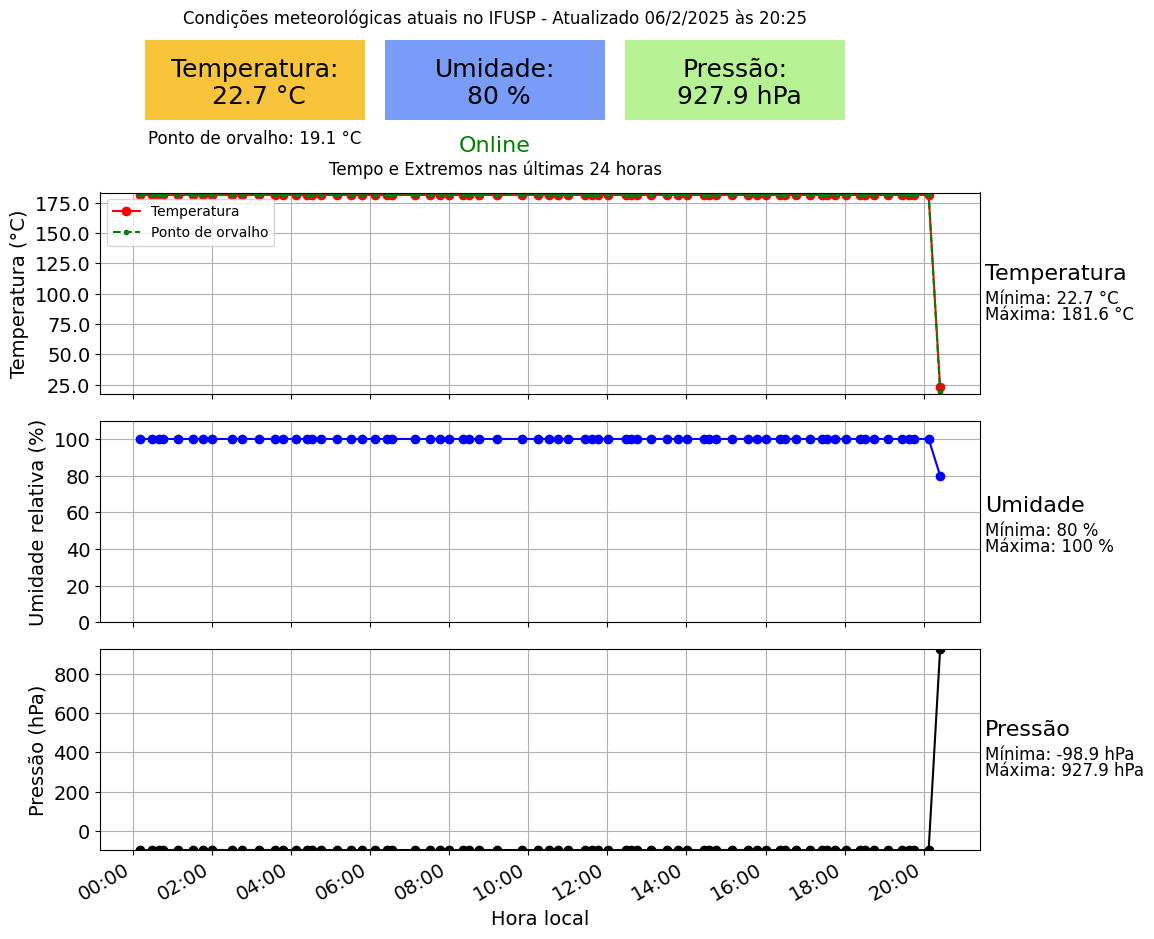 Condições meteorológicas atuais no IFUSP - Atualizado 06/2/2025 às 20:25
Temperatura:
22.7 °C
Umidade:
80 %
Pressão:
927.9 hPa
Ponto de orvalho: 19.1 °C
Online
Tempo e Extremos nas últimas 24 horas
Temperatura (°C)
175.0
150.0
125.0
100.0
75.0
50.0
25.0
Temperatura
Ponto de orvalho
Temperatura
Mínima: 22.7 °C
Máxima: 181.6 °C
Umidade relativa (%)
100
80
60
40
20
0
Umidade
Mínima: 80 %
Máxima: 100 %
Pressão (hPa)
800
600
400
200
0
Pressão
Mínima: -98.9 hPa
Máxima: 927.9 hPa
00:00
02:00
04:00
06:00
08:00
10:00
12:00
14:00
16:00
18:00
20:00
Hora local